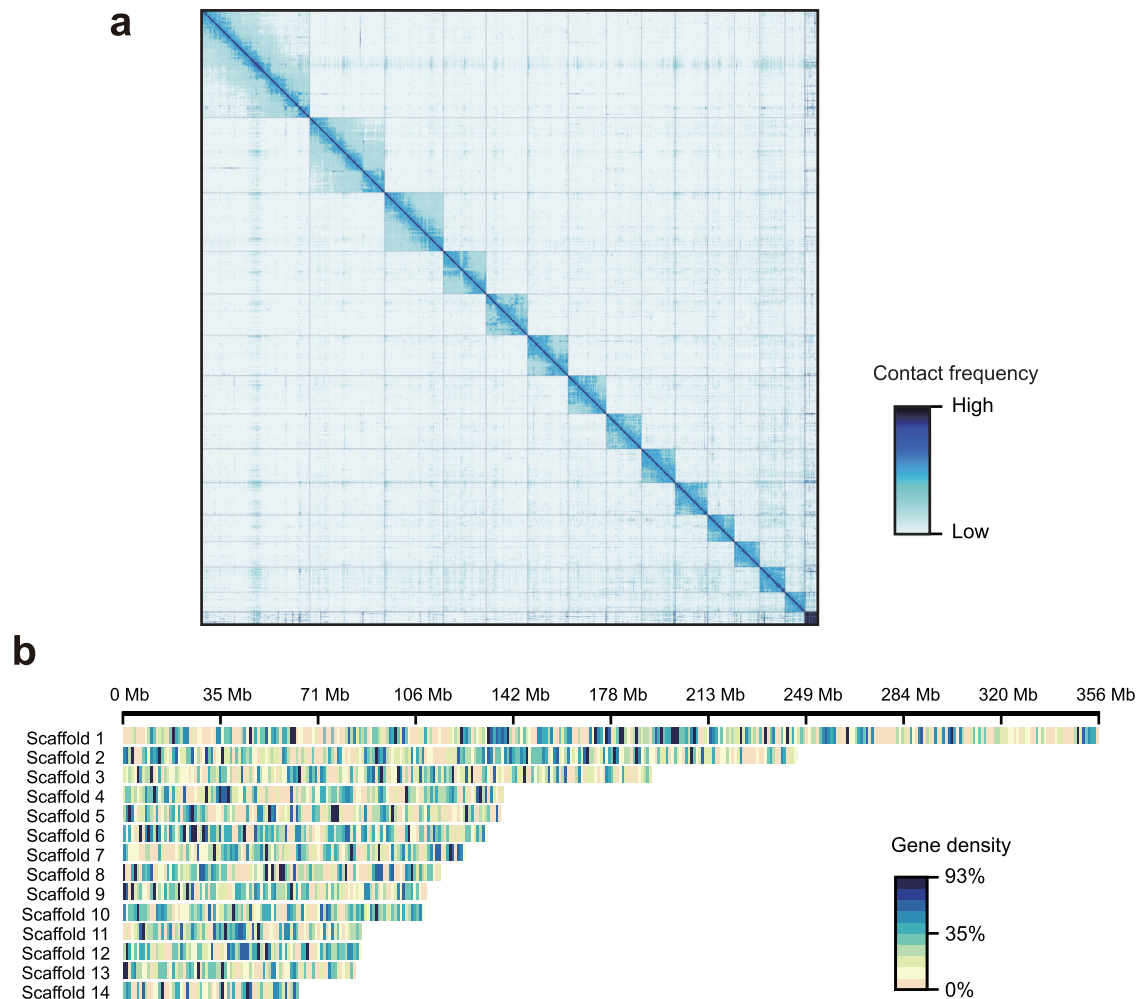 a
Contact frequency
High
Low
b
0 Mb 35 Mb 71 Mb 106 Mb 142 Mb 178 Mb 213 Mb 249 Mb 284 Mb 320 Mb 356 Mb
Scaffold 1
Scaffold 2
Scaffold 3
Scaffold 4
Scaffold 5
Scaffold 6
Scaffold 7
Scaffold 8
Scaffold 9
Scaffold 10
Scaffold 11
Scaffold 12
Scaffold 13
Scaffold 14
Gene density
93%
35%
0%